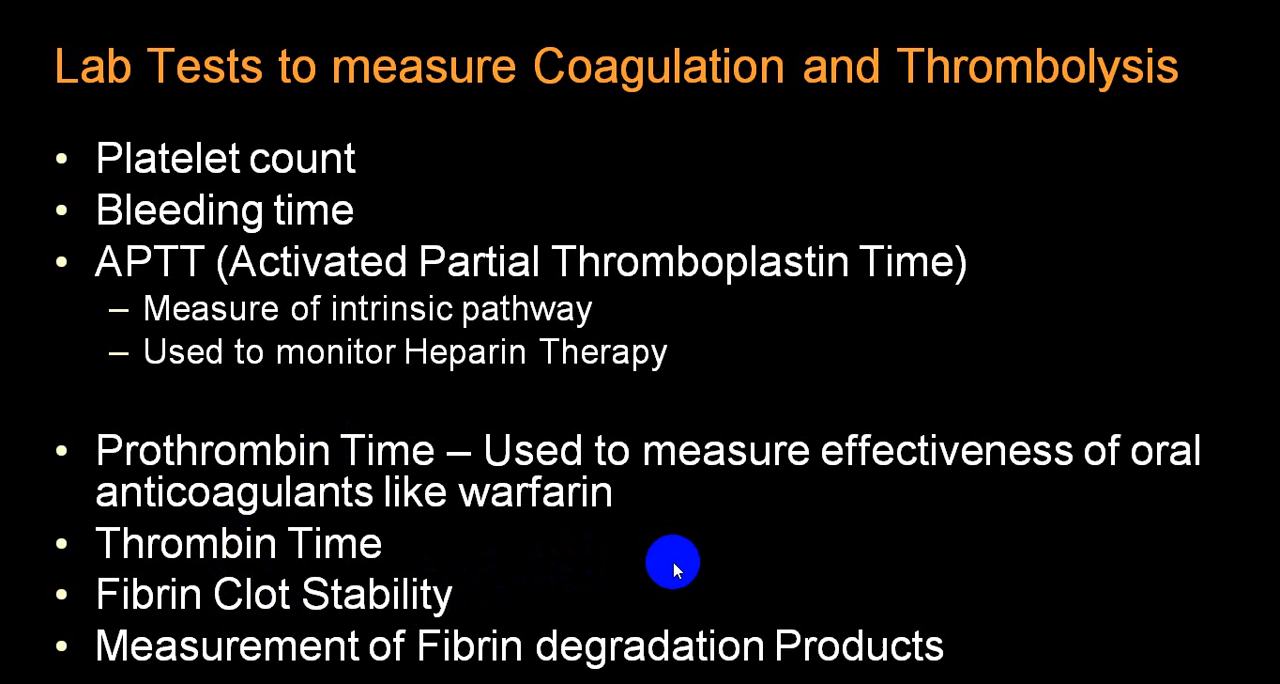 Lab Tests to measure Coagulation and Thrombolysis
• Platelet count
• Bleeding time
• APTT (Activated Partial Thromboplastin Time)
– Measure of intrinsic pathway
– Used to monitor Heparin Therapy
• Prothrombin Time – Used to measure effectiveness of oral
anticoagulants like warfarin
• Thrombin Time
• Fibrin Clot Stability
• Measurement of Fibrin degradation Products